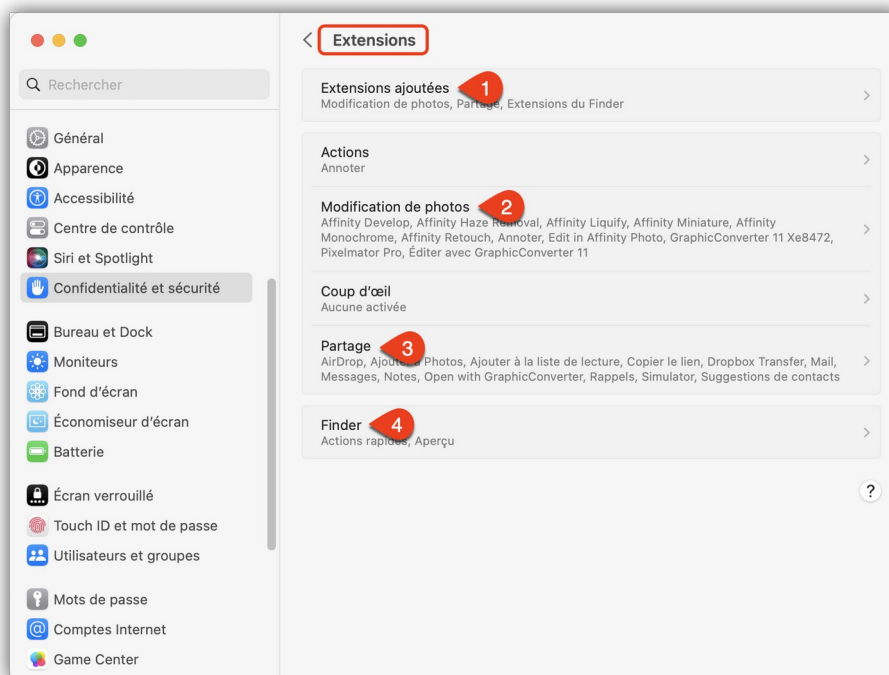 Extensions
Rechercher
Général
Apparence
Accessibilité
Centre de contrôle
Siri et Spotlight
Confidentialité et sécurité
Bureau et Dock
Moniteurs
Fond d'écran
Économiseur d'écran
Batterie
Écran verrouillé
Touch ID et mot de passe
Utilisateurs et groupes
Mots de passe
Comptes Internet
Game Center
Extensions ajoutées 1
Modification de photos, Partage, Extensions du Finder
Actions
Annoter
Modification de photos 2
Affinity Develop, Affinity Haze Removal, Affinity Liquify, Affinity Miniature, Affinity
Monochrome, Affinity Retouch, Annoter, Edit in Affinity Photo, GraphicConverter 11 Xe8472,
Pixelmator Pro, Éditer avec GraphicConverter 11
Coup d'œil
Aucune activée
Partage 3
AirDrop, Ajouter à Photos, Ajouter à la liste de lecture, Copier le lien, Dropbox Transfer, Mail,
Messages, Notes, Open with GraphicConverter, Rappels, Simulator, Suggestions de contacts
Finder 4
Actions rapides, Aperçu
?